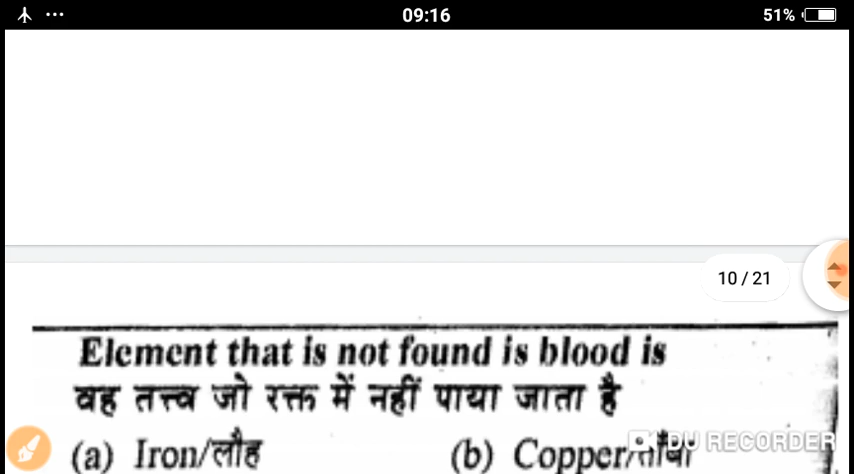 09:16
51%
10 / 21
Element that is not found is blood is
वह तत्त्व जो रक्त में नहीं पाया जाता है
(a) Iron/लौह (b) Copper/ताँबा
DU RECORDER